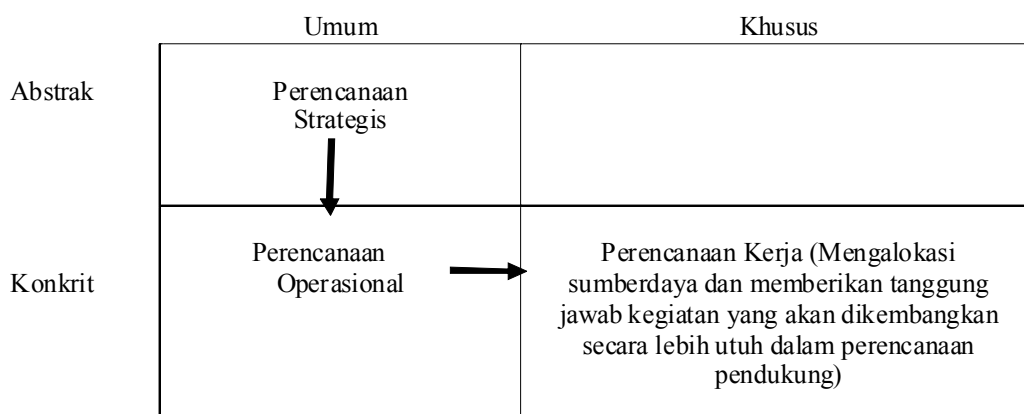 Umum
Khusus
Abstrak
Perencanaan
Strategis
Konkrit
Perencanaan
Operasional
Perencanaan Kerja (Mengalokasi
sumberdaya dan memberikan tanggung
jawab kegiatan yang akan dikembangkan
secara lebih utuh dalam perencanaan
pendukung)